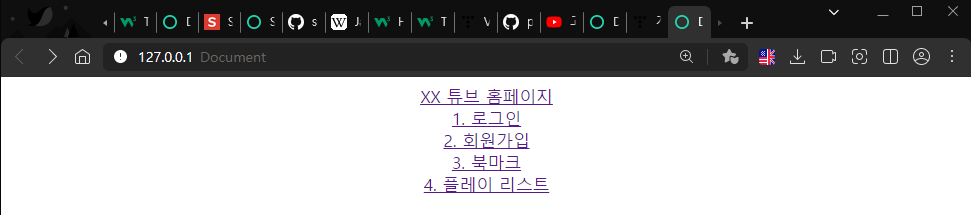 T
D
S
S
D
S
s
W
Ja
H
T
V
p
D
D
127.0.0.1 Document
XX 튜브 홈페이지
1. 로그인
2. 회원가입
3. 북마크
4. 플레이 리스트